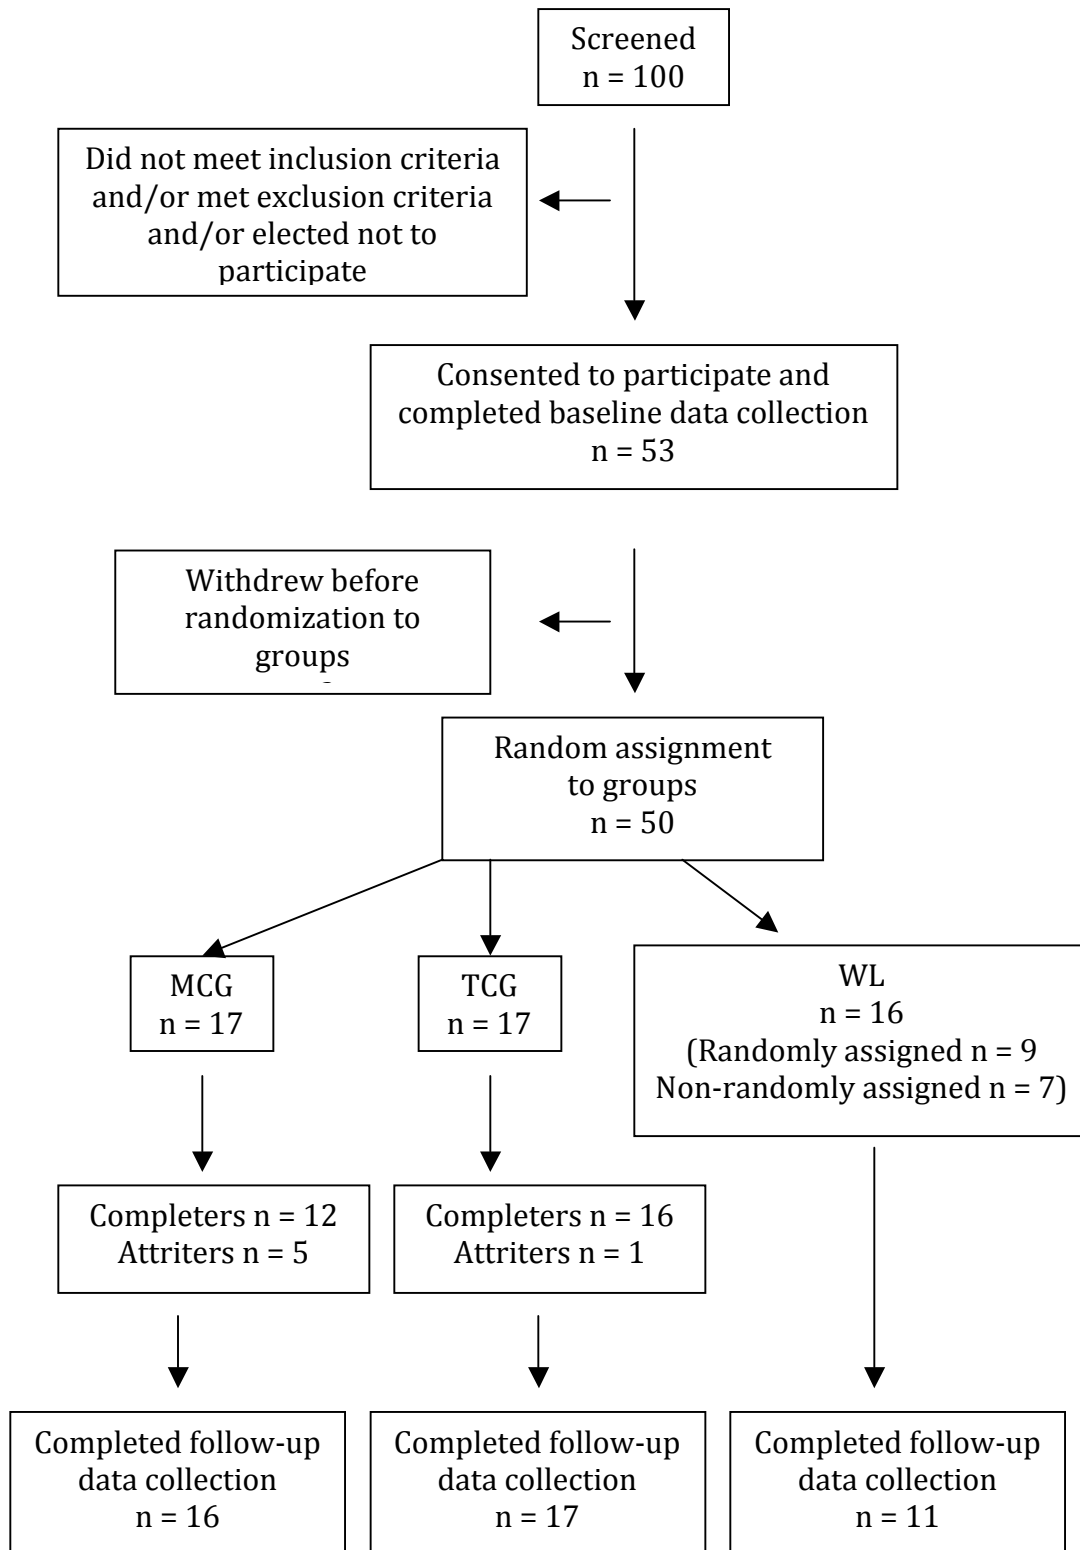 Screened
n = 100
Did not meet inclusion criteria
and/or met exclusion criteria
and/or elected not to
participate
Consented to participate and
completed baseline data collection
n = 53
Withdrew before
randomization to
groups
Random assignment
to groups
n = 50
MCG
n = 17
TCG
n = 17
WL
n = 16
(Randomly assigned n = 9
Non-randomly assigned n = 7)
Completers n = 12
Attriters n = 5
Completers n = 16
Attriters n = 1
Completed follow-up
data collection
n = 16
Completed follow-up
data collection
n = 17
Completed follow-up
data collection
n = 11